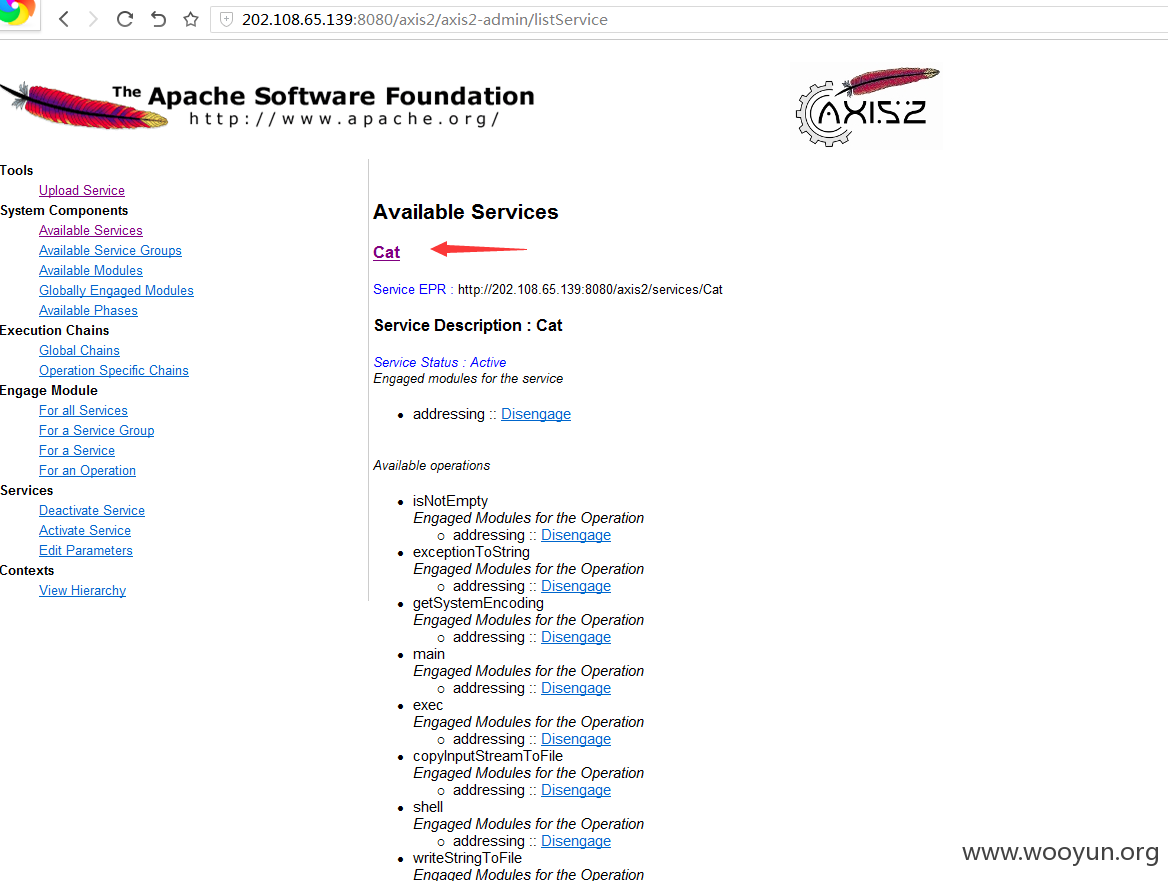 202.108.65.139:8080/axis2/axis2-admin/listService
The Apache Software Foundation
http://www.apache.org/
AXIS2
Tools
Upload Service
System Components
Available Services
Available Service Groups
Available Modules
Globally Engaged Modules
Available Phases
Execution Chains
Global Chains
Operation Specific Chains
Engage Module
For all Services
For a Service Group
For a Service
For an Operation
Services
Deactivate Service
Activate Service
Edit Parameters
Contexts
View Hierarchy
Available Services
Cat
Service EPR : http://202.108.65.139:8080/axis2/services/Cat
Service Description : Cat
Service Status : Active
Engaged modules for the service
addressing :: Disengage
Available operations
isNotEmpty
Engaged Modules for the Operation
addressing :: Disengage
exceptionToString
Engaged Modules for the Operation
addressing :: Disengage
getSystemEncoding
Engaged Modules for the Operation
addressing :: Disengage
main
Engaged Modules for the Operation
addressing :: Disengage
exec
Engaged Modules for the Operation
addressing :: Disengage
copyInputStreamToFile
Engaged Modules for the Operation
addressing :: Disengage
shell
Engaged Modules for the Operation
addressing :: Disengage
writeStringToFile
Engaged Modules for the Operation
www.wooyun.org